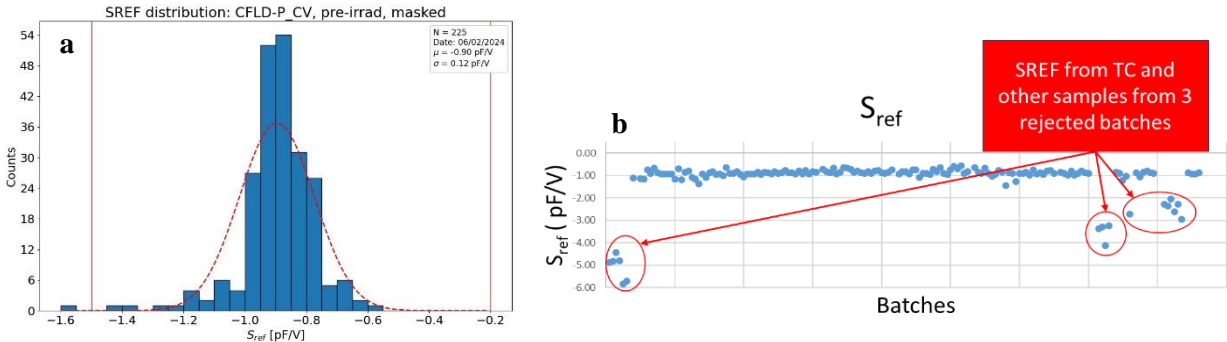 SREF distribution: CFLD-P_CV, pre-irrad, masked
a
N = 225
Date: 06/02/2024
μ = -0.90 pF/V
σ = 0.12 pF/V
54
48
42
36
30
24
18
12
6
0
Counts
−1.6
−1.4
−1.2
−1.0
−0.8
−0.6
−0.4
−0.2
Sref [pF/V]
SREF from TC and
other samples from 3
rejected batches
b
Sref
0.00
-1.00
-2.00
-3.00
-4.00
-5.00
-6.00
Sref ( pF/V)
Batches